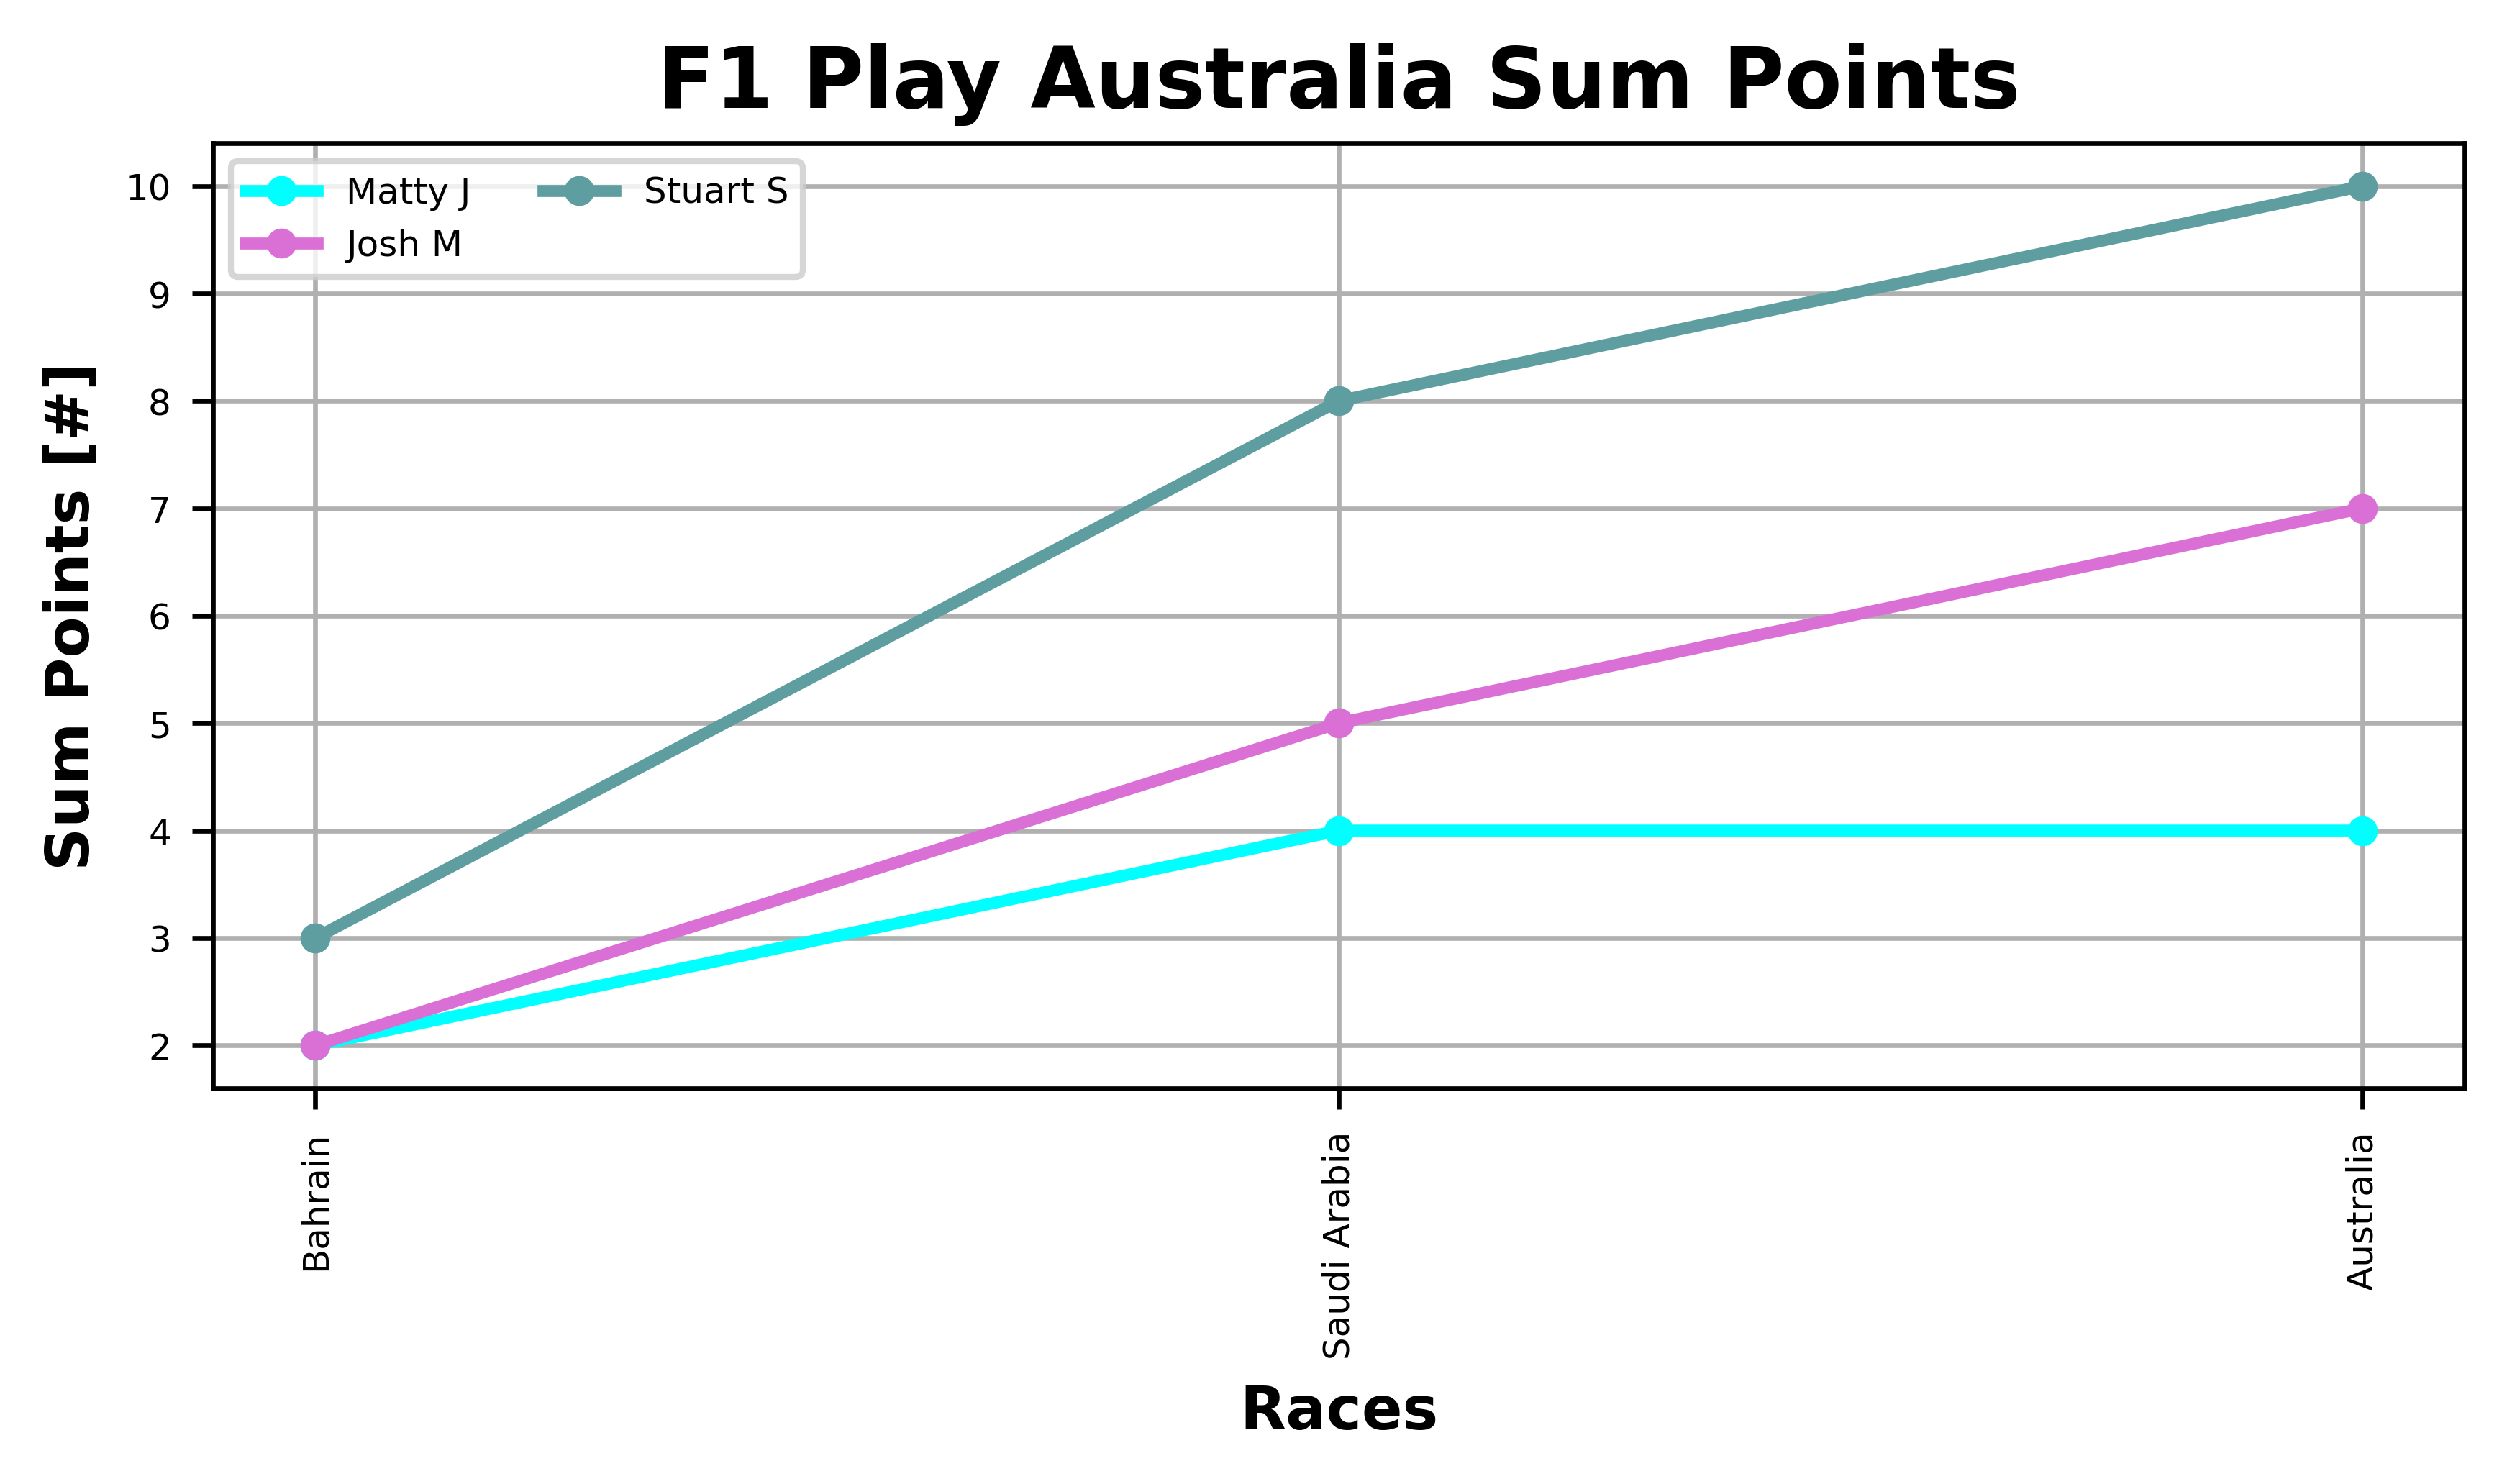 F1 Play Australia Sum Points
Matty J
Josh M
Stuart S
Sum Points [#]
10
9
8
7
6
5
4
3
2
Bahrain
Saudi Arabia
Australia
Races